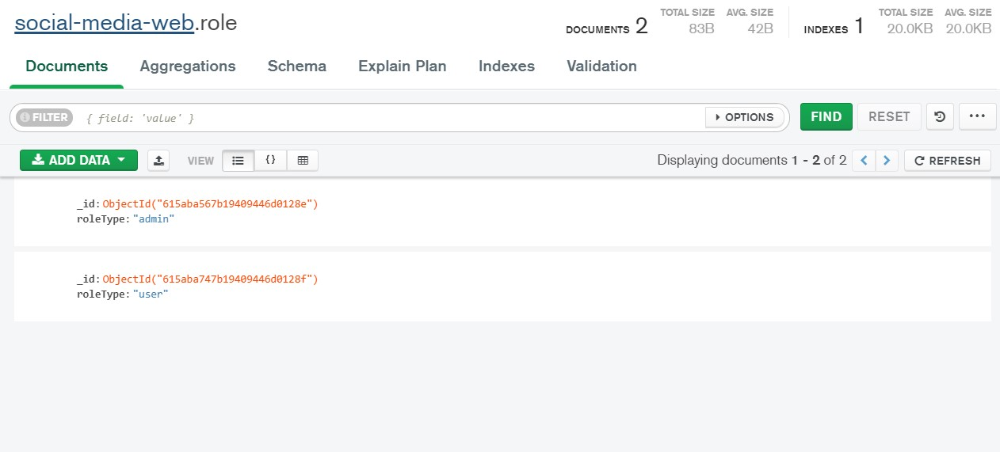 social-media-web.role
DOCUMENTS 2 TOTAL SIZE 83B AVG. SIZE 42B INDEXES 1 TOTAL SIZE 20.0KB AVG. SIZE 20.0KB
Documents Aggregations Schema Explain Plan Indexes Validation
FILTER { field: 'value' } OPTIONS FIND RESET ...
ADD DATA VIEW {} Displaying documents 1 - 2 of 2 < > REFRESH
_id: ObjectId("615aba567b19409446d0128e")
roleType: "admin"
_id: ObjectId("615aba747b19409446d0128f")
roleType: "user"